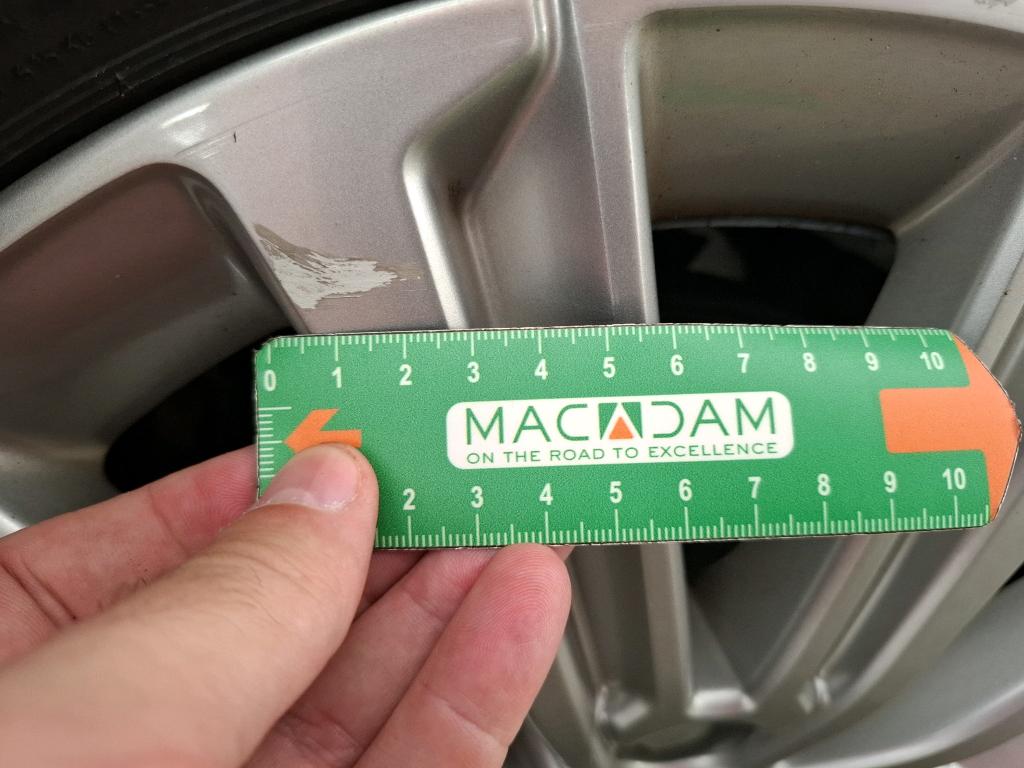 0 1 2 3 4 5 6 7 8 9 10
MACADAM
ON THE ROAD TO EXCELLENCE
2 3 4 5 6 7 8 9 10